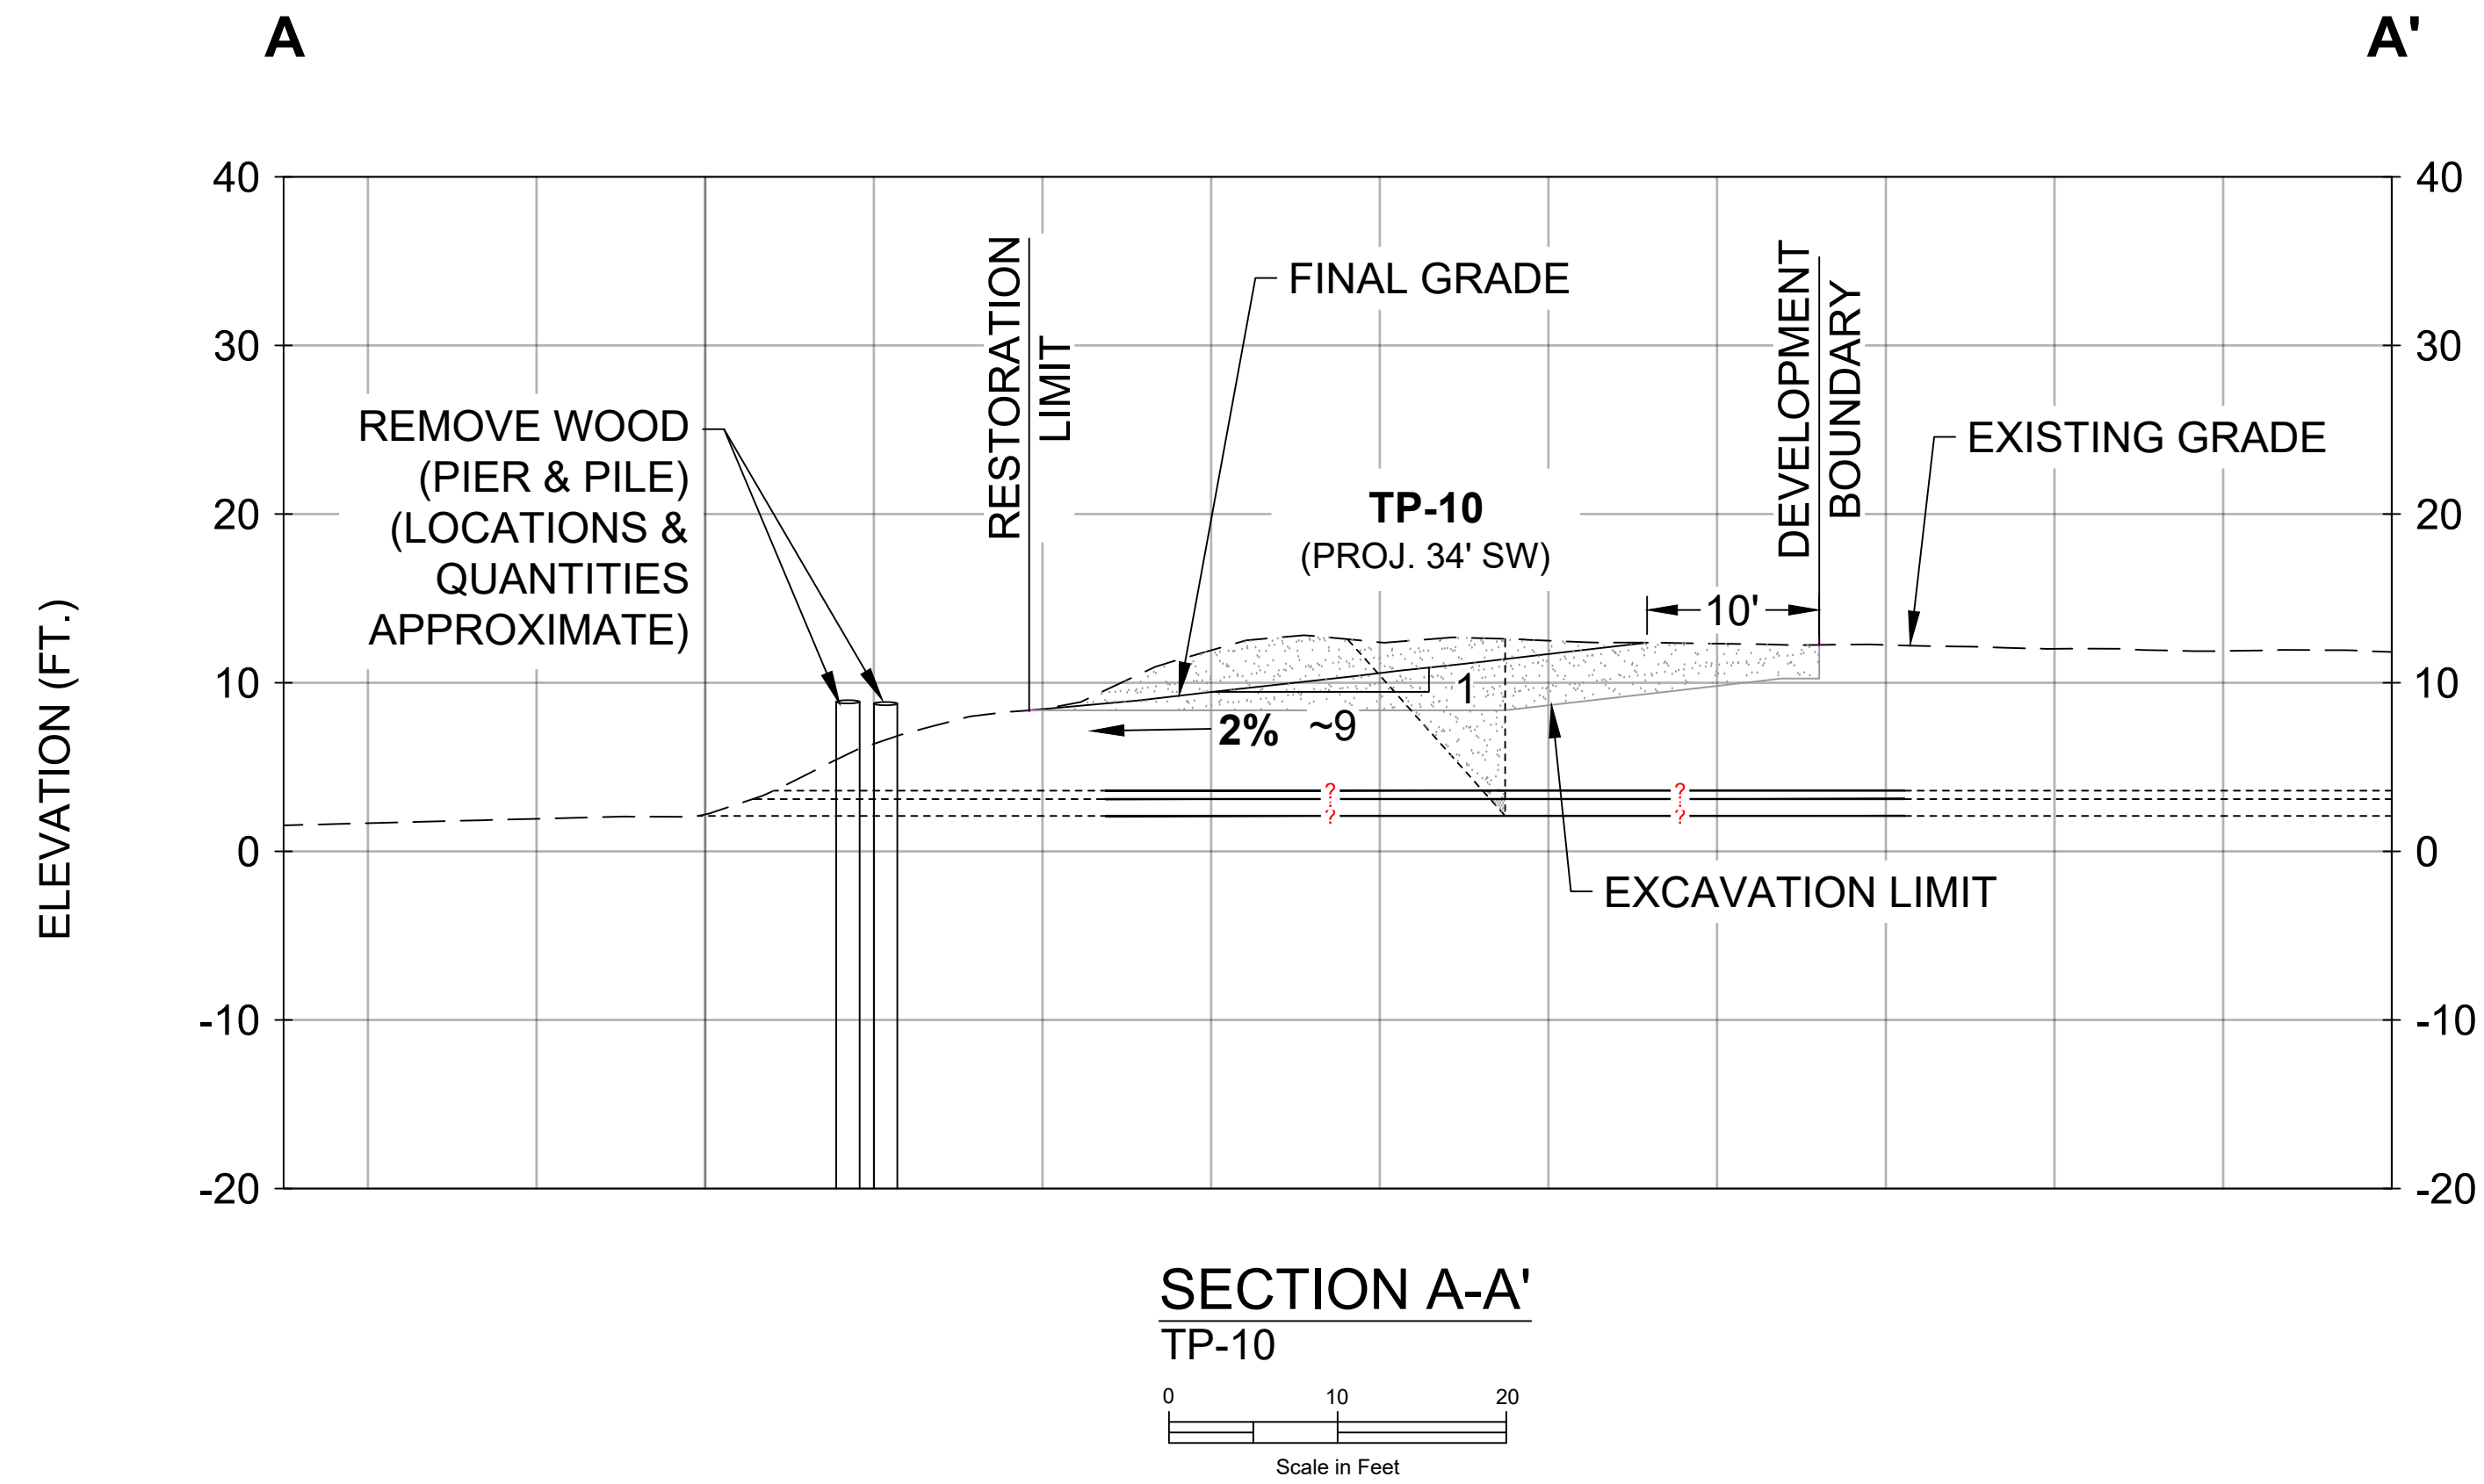 A
A'
40
30
20
10
0
-10
-20
ELEVATION (FT.)
REMOVE WOOD
(PIER & PILE)
(LOCATIONS &
QUANTITIES
APPROXIMATE)
RESTORATION
LIMIT
FINAL GRADE
TP-10
(PROJ. 34' SW)
DEVELOPMENT
BOUNDARY
EXISTING GRADE
10'
1
2%
~9
?
?
?
?
EXCAVATION LIMIT
40
30
20
10
0
-10
-20
SECTION A-A'
TP-10
0
10
20
Scale in Feet